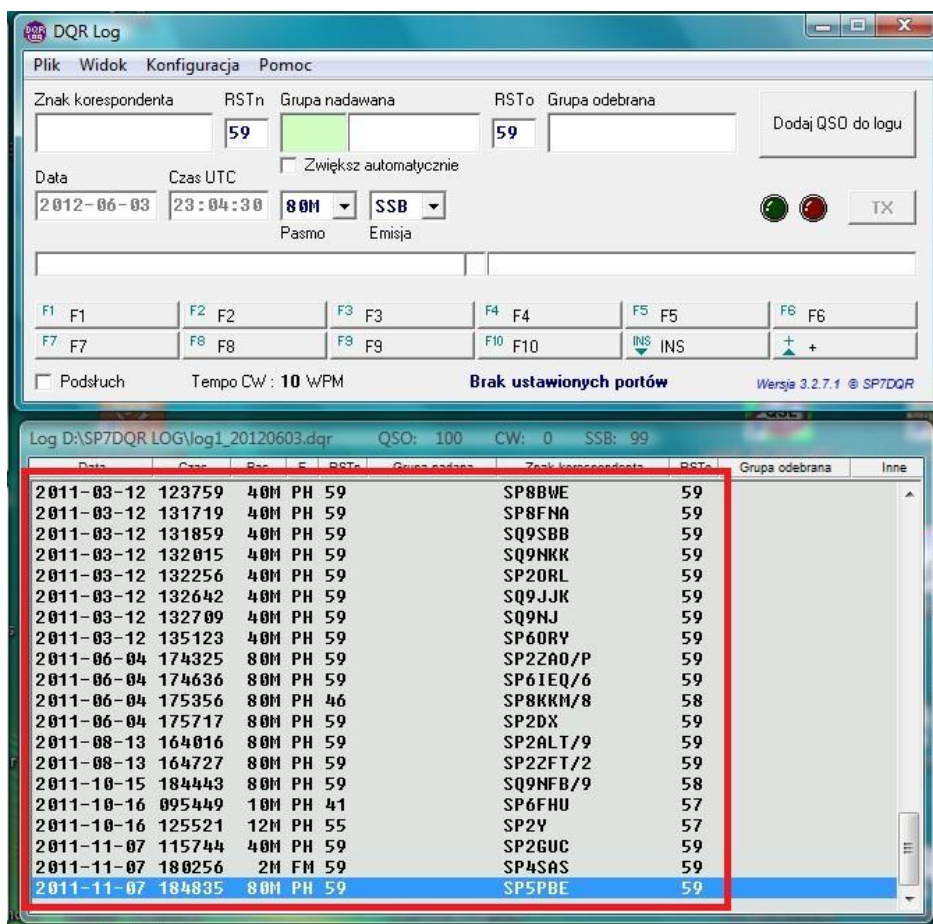 DQR Log
Plik Widok Konfiguracja Pomoc
Znak korespondenta RSTn Grupa nadawana RSTo Grupa odebrana
59 59 Dodaj QSO do logu
Zwiększ automatycznie
Data Czas UTC
2012-06-03 23:04:30 80M SSB TX
Pasmo Emisja
F1 F1 F2 F2 F3 F3 F4 F4 F5 F5 F6 F6
F7 F7 F8 F8 F9 F9 F10 F10 INS INS + +
Podsłuch Tempo CW : 10 WPM Brak ustawionych portów Wersja 3.2.7.1 © SP7DQR
Log D:\SP7DQR LOG\log1_20120603.dqr QSO: 100 CW: 0 SSB: 99
Data Czas Pas E RSTn Grupa nadana Znak korespondenta RSTo Grupa odebrana Inne
2011-03-12 123759 40M PH 59 SP8BWE 59
2011-03-12 131719 40M PH 59 SP8FNA 59
2011-03-12 131859 40M PH 59 SQ9SBB 59
2011-03-12 132015 40M PH 59 SQ9NKK 59
2011-03-12 132256 40M PH 59 SP2ORL 59
2011-03-12 132642 40M PH 59 SQ9JJK 59
2011-03-12 132709 40M PH 59 SQ9NJ 59
2011-03-12 135123 40M PH 59 SP6ORY 59
2011-06-04 174325 80M PH 59 SP2ZAO/P 59
2011-06-04 174636 80M PH 59 SP6IEQ/6 59
2011-06-04 175356 80M PH 46 SP8KKM/8 58
2011-06-04 175717 80M PH 59 SP2DX 59
2011-08-13 164016 80M PH 59 SP2ALT/9 59
2011-08-13 164727 80M PH 59 SP2ZFT/2 59
2011-10-15 184443 80M PH 59 SQ9NFB/9 58
2011-10-16 095449 10M PH 41 SP6FHU 57
2011-10-16 125521 12M PH 55 SP2Y 57
2011-11-07 115744 40M PH 59 SP2GUC 59
2011-11-07 180256 2M FM 59 SP4SAS 59
2011-11-07 184835 80M PH 59 SP5PBE 59